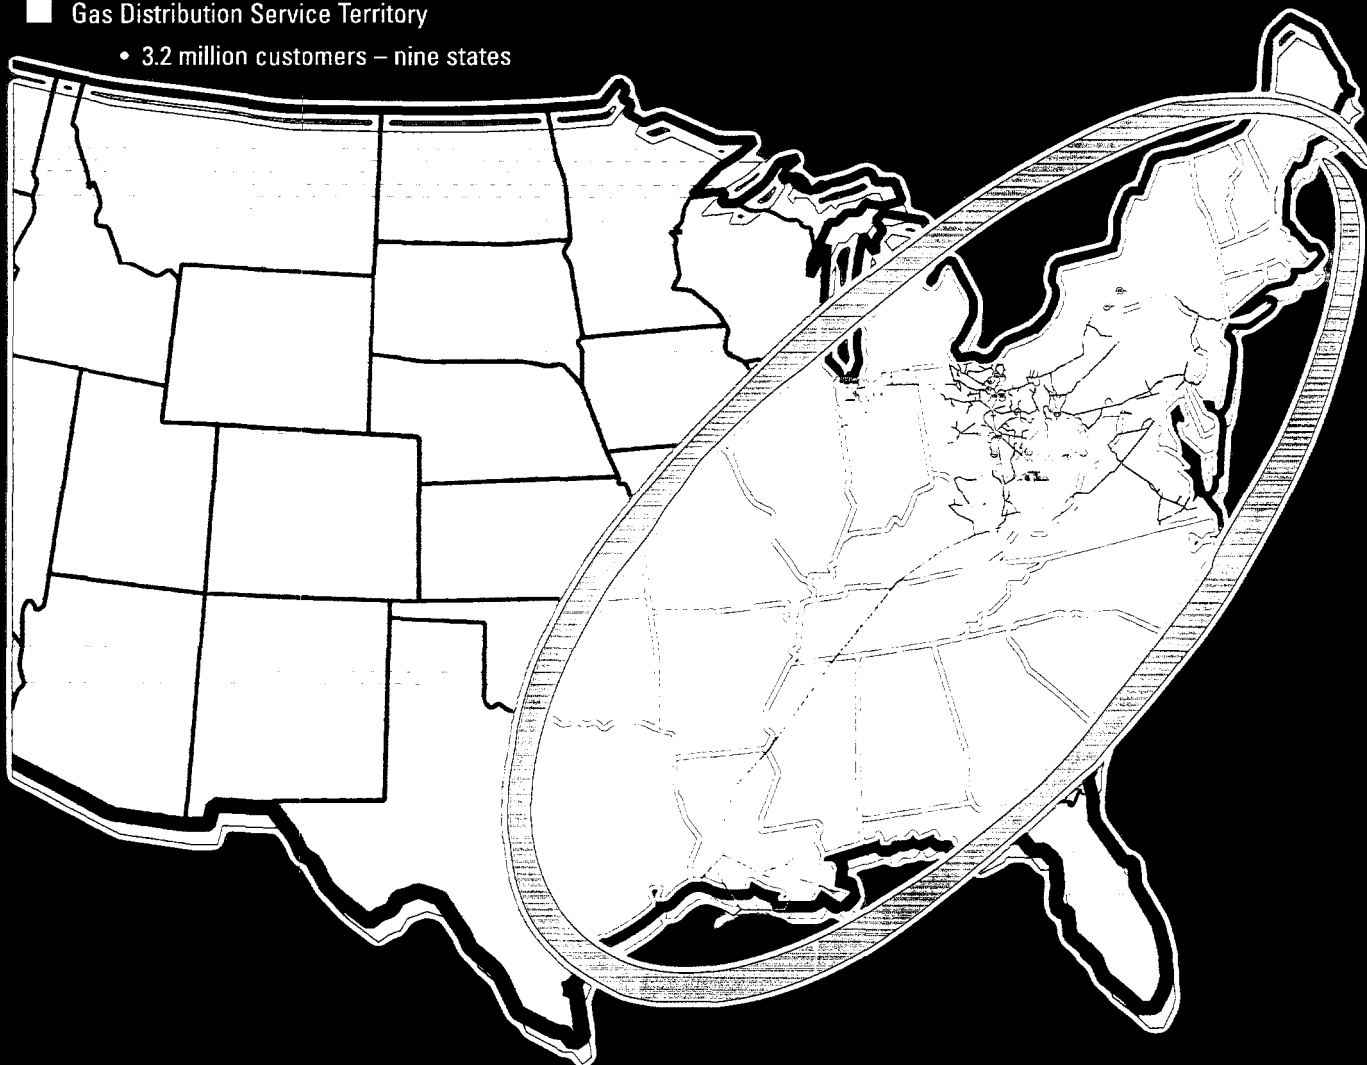 Gas Distribution Service Territory
• 3.2 million customers – nine states